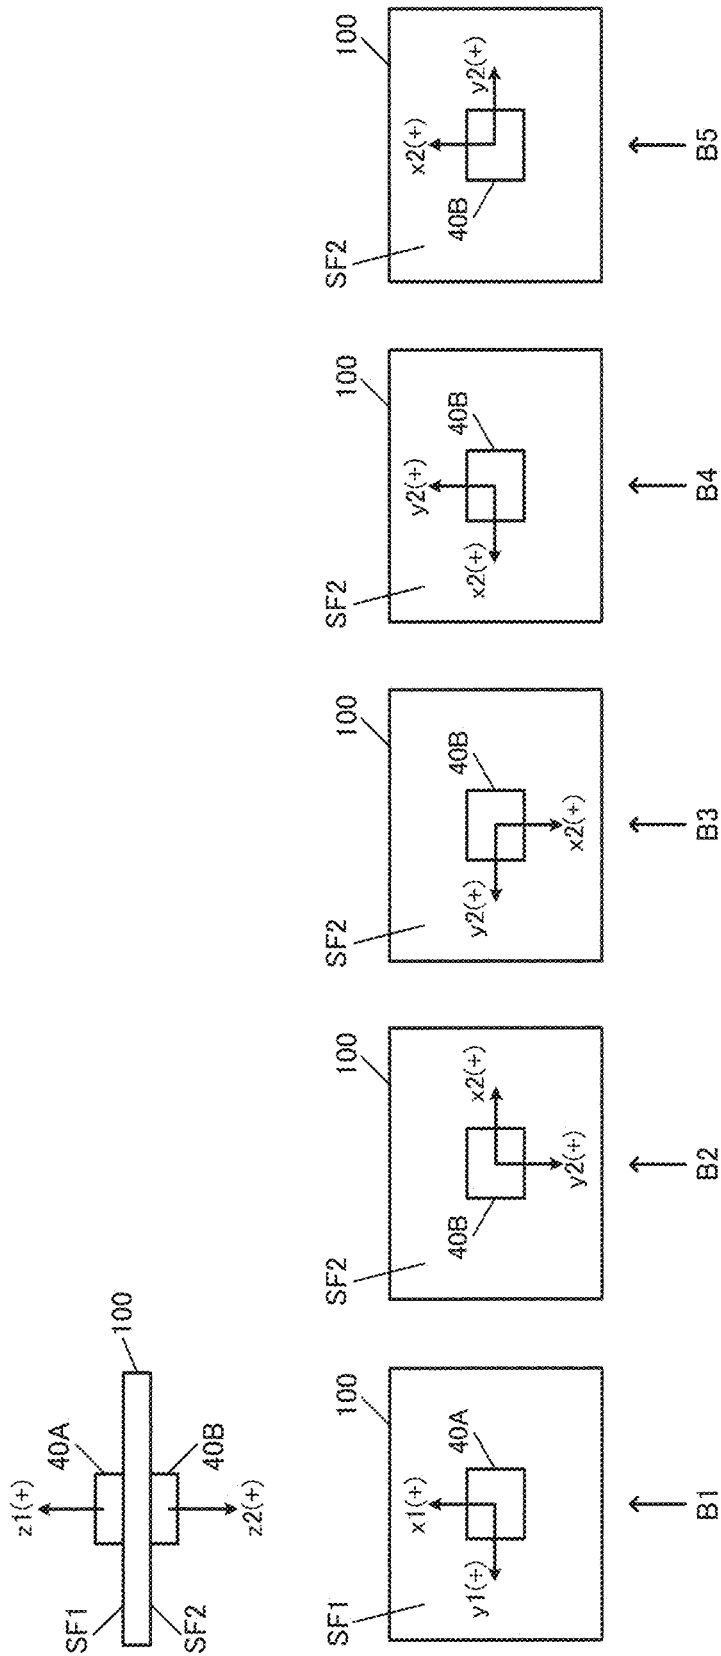 z1(+)
40A
100
SF1
SF2
40B
z2(+)
SF1
100
x1(+)
40A
y1(+)
B1
SF2
100
40B
x2(+)
y2(+)
B2
SF2
100
y2(+)
40B
x2(+)
B3
SF2
100
y2(+)
40B
x2(+)
B4
SF2
100
x2(+)
40B
y2(+)
B5